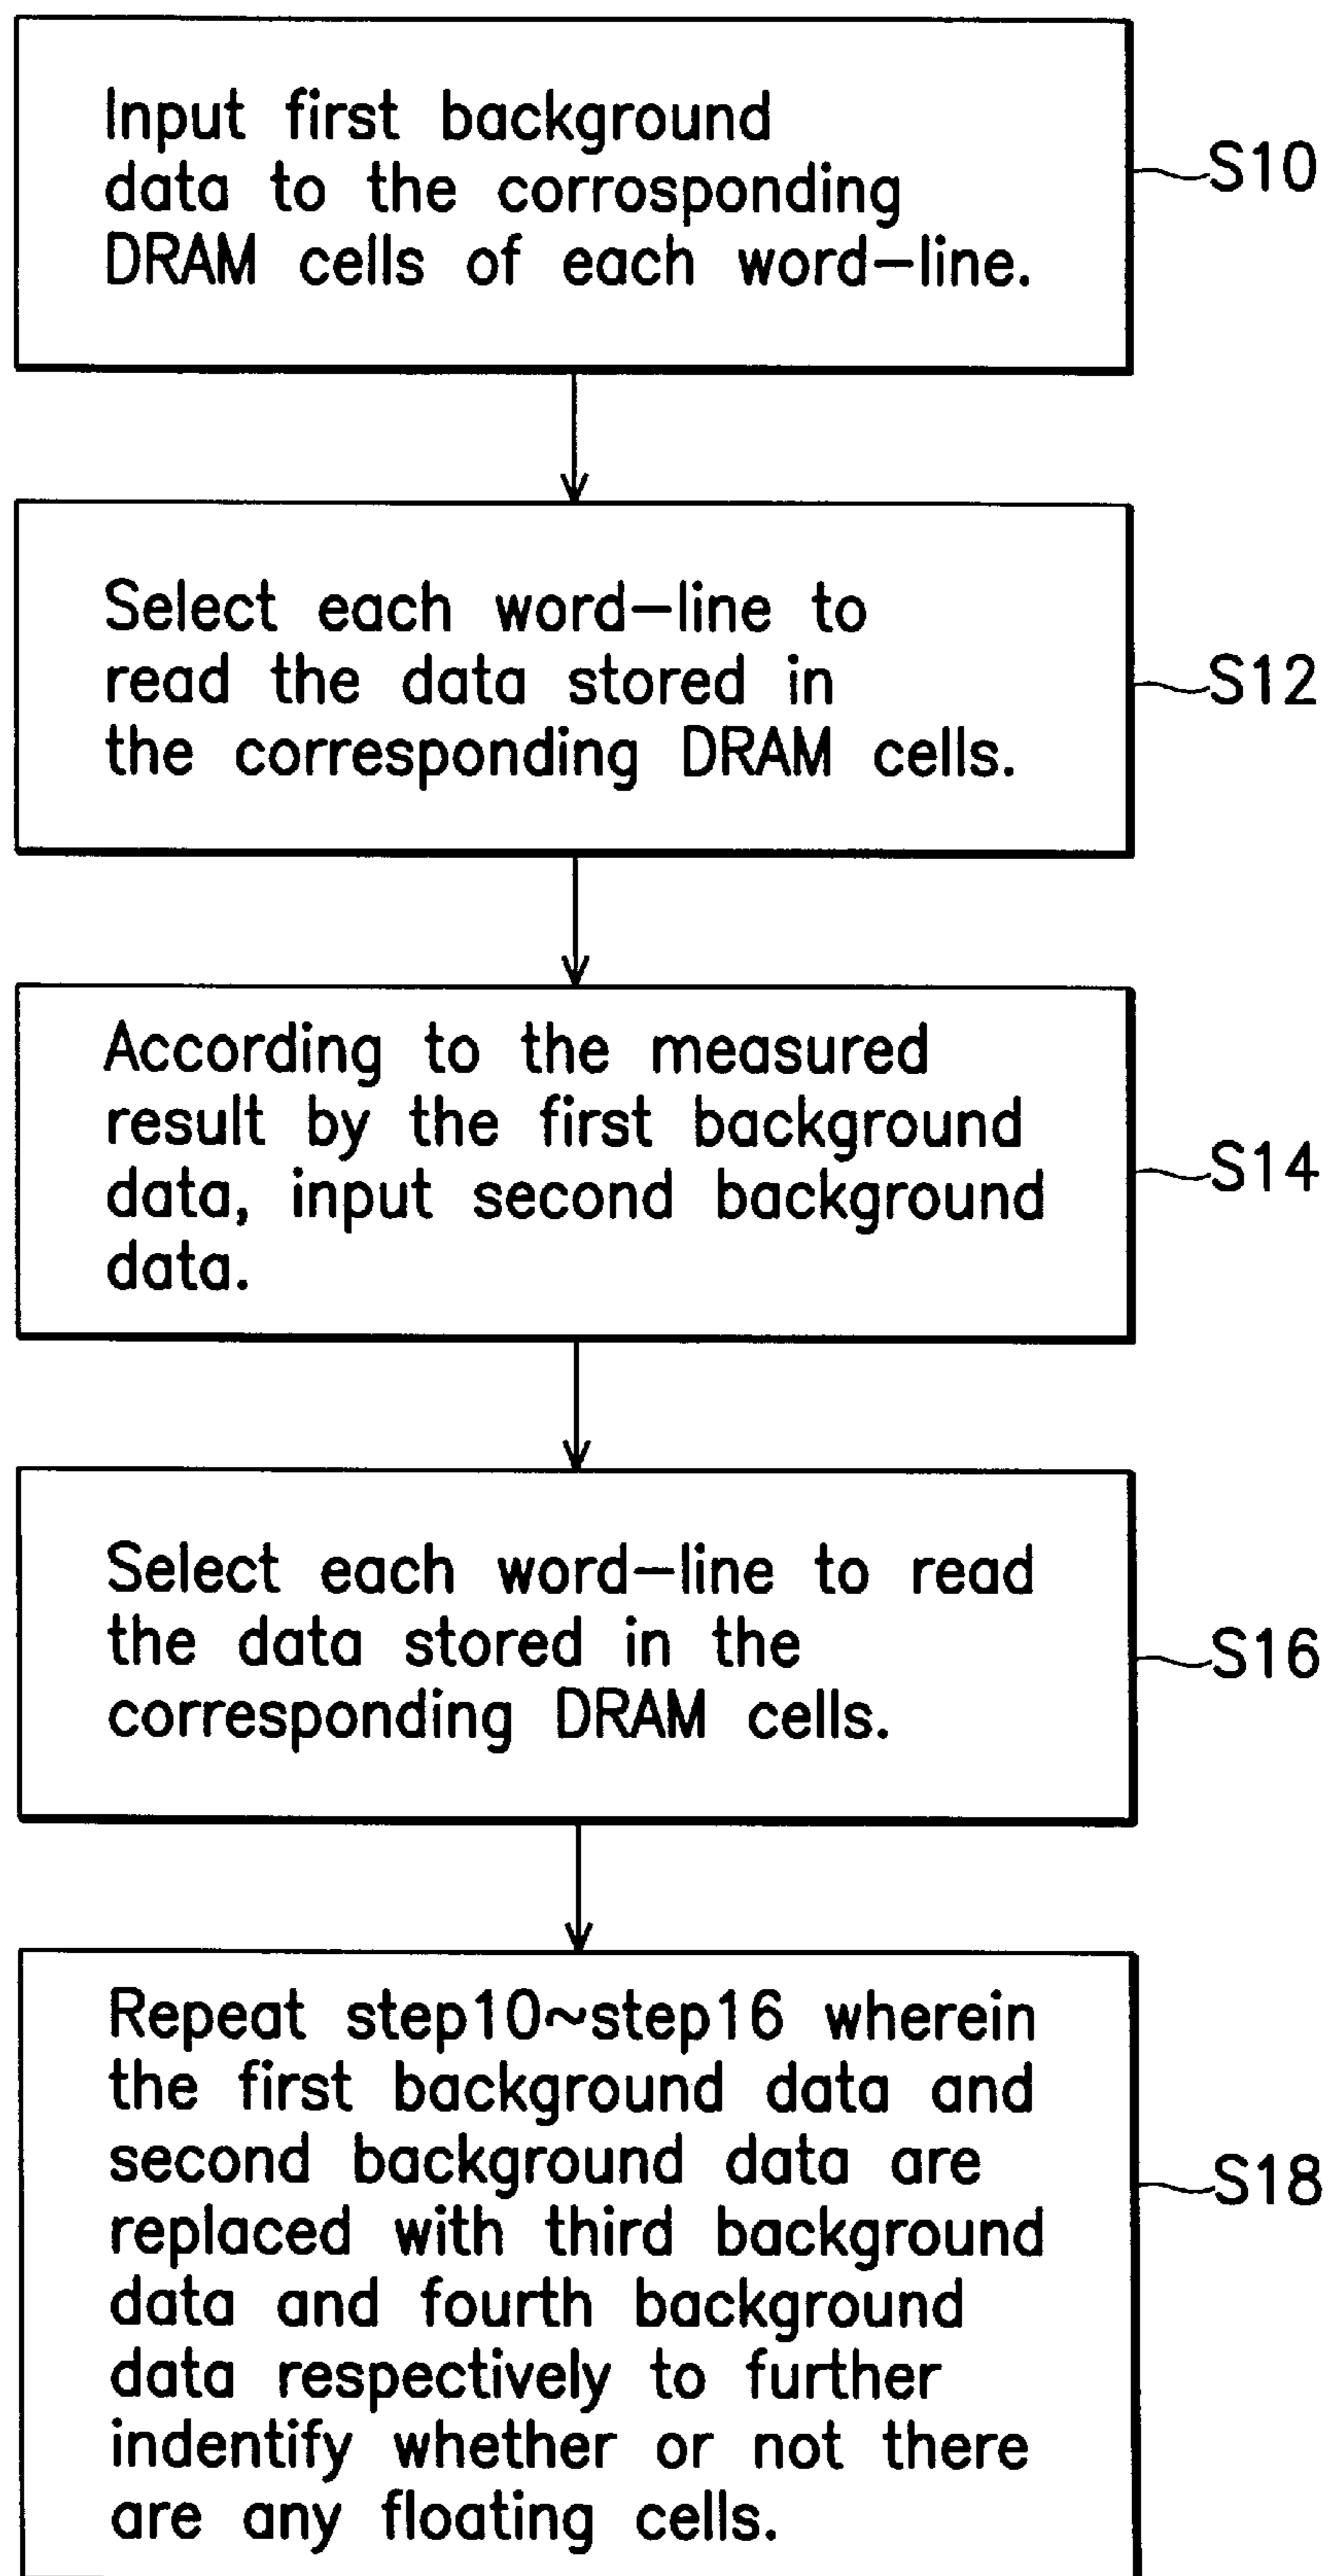 Input first background
data to the corrosponding
DRAM cells of each word-line.
S10
Select each word-line to
read the data stored in
the corresponding DRAM cells.
S12
According to the measured
result by the first background
data, input second background
data.
S14
Select each word-line to read
the data stored in the
corresponding DRAM cells.
S16
Repeat step10~step16 wherein
the first background data and
second background data are
replaced with third background
data and fourth background
data respectively to further
indentify whether or not there
are any floating cells.
S18